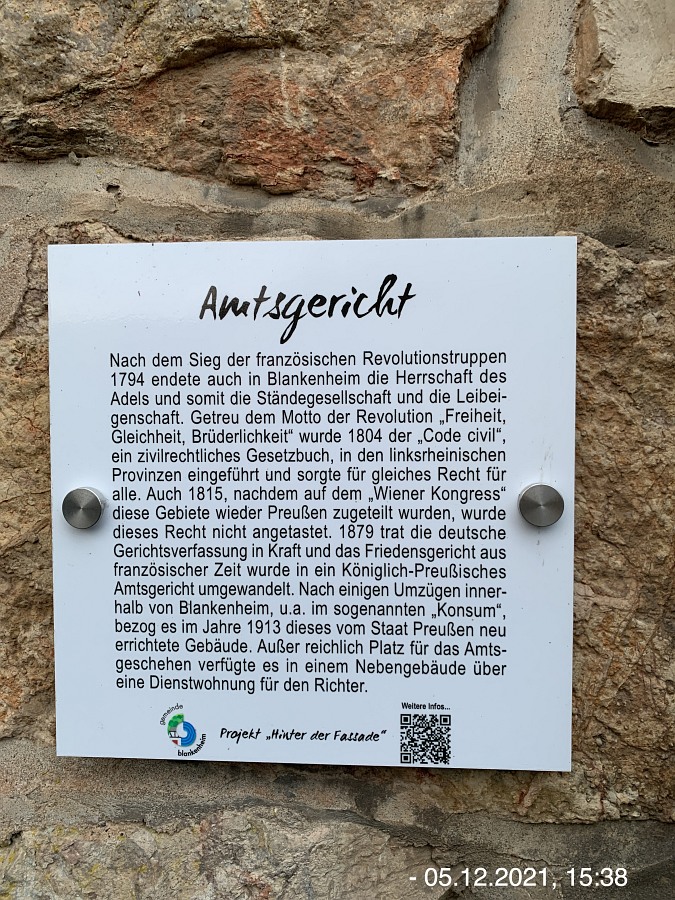 Amtsgericht
Nach dem Sieg der französischen Revolutionstruppen
1794 endete auch in Blankenheim die Herrschaft des
Adels und somit die Ständegesellschaft und die Leibei-
genschaft. Getreu dem Motto der Revolution „Freiheit,
Gleichheit, Brüderlichkeit“ wurde 1804 der „Code civil“,
ein zivilrechtliches Gesetzbuch, in den linksrheinischen
Provinzen eingeführt und sorgte für gleiches Recht für
alle. Auch 1815, nachdem auf dem „Wiener Kongress“
diese Gebiete wieder Preußen zugeteilt wurden, wurde
dieses Recht nicht angetastet. 1879 trat die deutsche
Gerichtsverfassung in Kraft und das Friedensgericht aus
französischer Zeit wurde in ein Königlich-Preußisches
Amtsgericht umgewandelt. Nach einigen Umzügen inner-
halb von Blankenheim, u.a. im sogenannten „Konsum“,
bezog es im Jahre 1913 dieses vom Staat Preußen neu
errichtete Gebäude. Außer reichlich Platz für das Amts-
geschehen verfügte es in einem Nebengebäude über
eine Dienstwohnung für den Richter.
gemeinde
blankenheim
Projekt „Hinter der Fassade“
Weitere Infos...
- 05.12.2021, 15:38